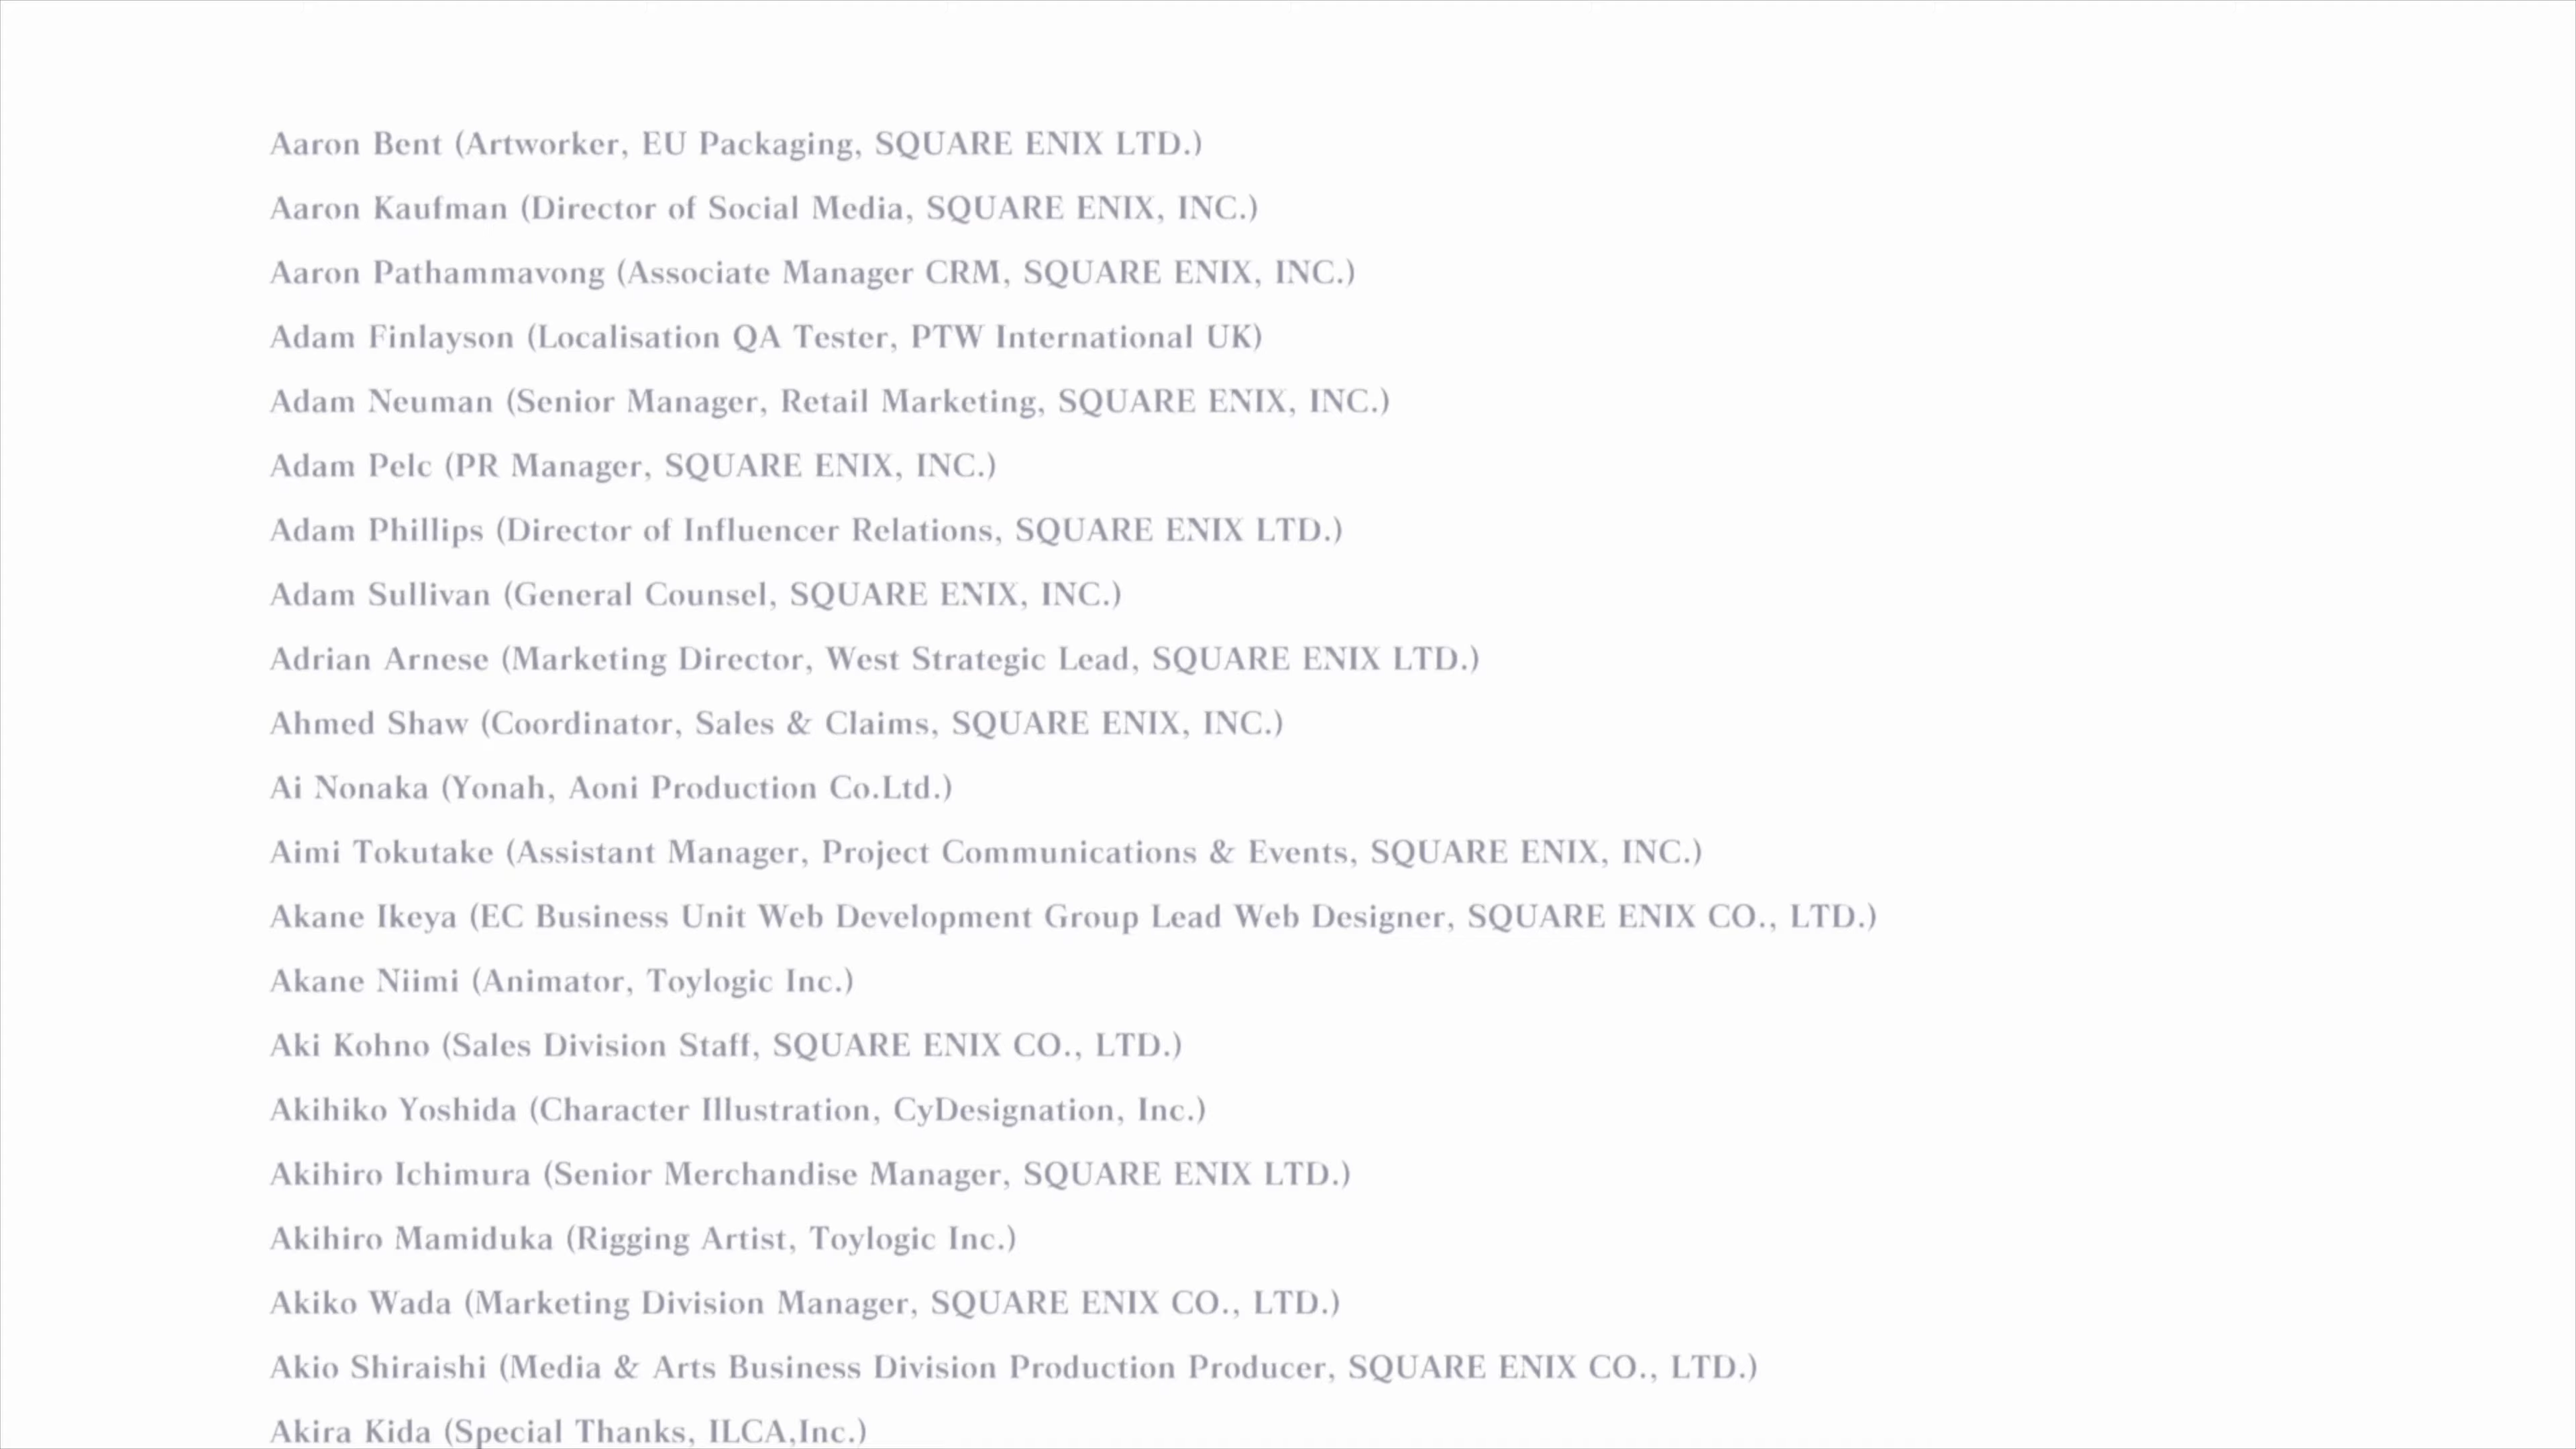 Aaron Bent (Artworker, EU Packaging, SQUARE ENIX LTD.)
Aaron Kaufman (Director of Social Media, SQUARE ENIX, INC.)
Aaron Pathammavong (Associate Manager CRM, SQUARE ENIX, INC.)
Adam Finlayson (Localisation QA Tester, PTW International UK)
Adam Neuman (Senior Manager, Retail Marketing, SQUARE ENIX, INC.)
Adam Pelc (PR Manager, SQUARE ENIX, INC.)
Adam Phillips (Director of Influencer Relations, SQUARE ENIX LTD.)
Adam Sullivan (General Counsel, SQUARE ENIX, INC.)
Adrian Arnese (Marketing Director, West Strategic Lead, SQUARE ENIX LTD.)
Ahmed Shaw (Coordinator, Sales & Claims, SQUARE ENIX, INC.)
Ai Nonaka (Yonah, Aoni Production Co.Ltd.)
Aimi Tokutake (Assistant Manager, Project Communications & Events, SQUARE ENIX, INC.)
Akane Ikeya (EC Business Unit Web Development Group Lead Web Designer, SQUARE ENIX CO., LTD.)
Akane Niimi (Animator, Toylogic Inc.)
Aki Kohno (Sales Division Staff, SQUARE ENIX CO., LTD.)
Akihiko Yoshida (Character Illustration, CyDesignation, Inc.)
Akihiro Ichimura (Senior Merchandise Manager, SQUARE ENIX LTD.)
Akihiro Mamiduka (Rigging Artist, Toylogic Inc.)
Akiko Wada (Marketing Division Manager, SQUARE ENIX CO., LTD.)
Akio Shiraishi (Media & Arts Business Division Production Producer, SQUARE ENIX CO., LTD.)
Akira Kida (Special Thanks, ILCA,Inc.)